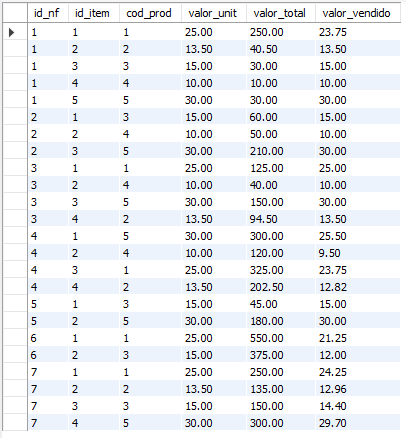 id_nf id_item cod_prod valor_unit valor_total valor_vendido
1 1 1 25.00 250.00 23.75
1 2 2 13.50 40.50 13.50
1 3 3 15.00 30.00 15.00
1 4 4 10.00 10.00 10.00
1 5 5 30.00 30.00 30.00
2 1 3 15.00 60.00 15.00
2 2 4 10.00 50.00 10.00
2 3 5 30.00 210.00 30.00
3 1 1 25.00 125.00 25.00
3 2 4 10.00 40.00 10.00
3 3 5 30.00 150.00 30.00
3 4 2 13.50 94.50 13.50
4 1 5 30.00 300.00 25.50
4 2 4 10.00 120.00 9.50
4 3 1 25.00 325.00 23.75
4 4 2 13.50 202.50 12.82
5 1 3 15.00 45.00 15.00
5 2 5 30.00 180.00 30.00
6 1 1 25.00 550.00 21.25
6 2 3 15.00 375.00 12.00
7 1 1 25.00 250.00 24.25
7 2 2 13.50 135.00 12.96
7 3 3 15.00 150.00 14.40
7 4 5 30.00 300.00 29.70